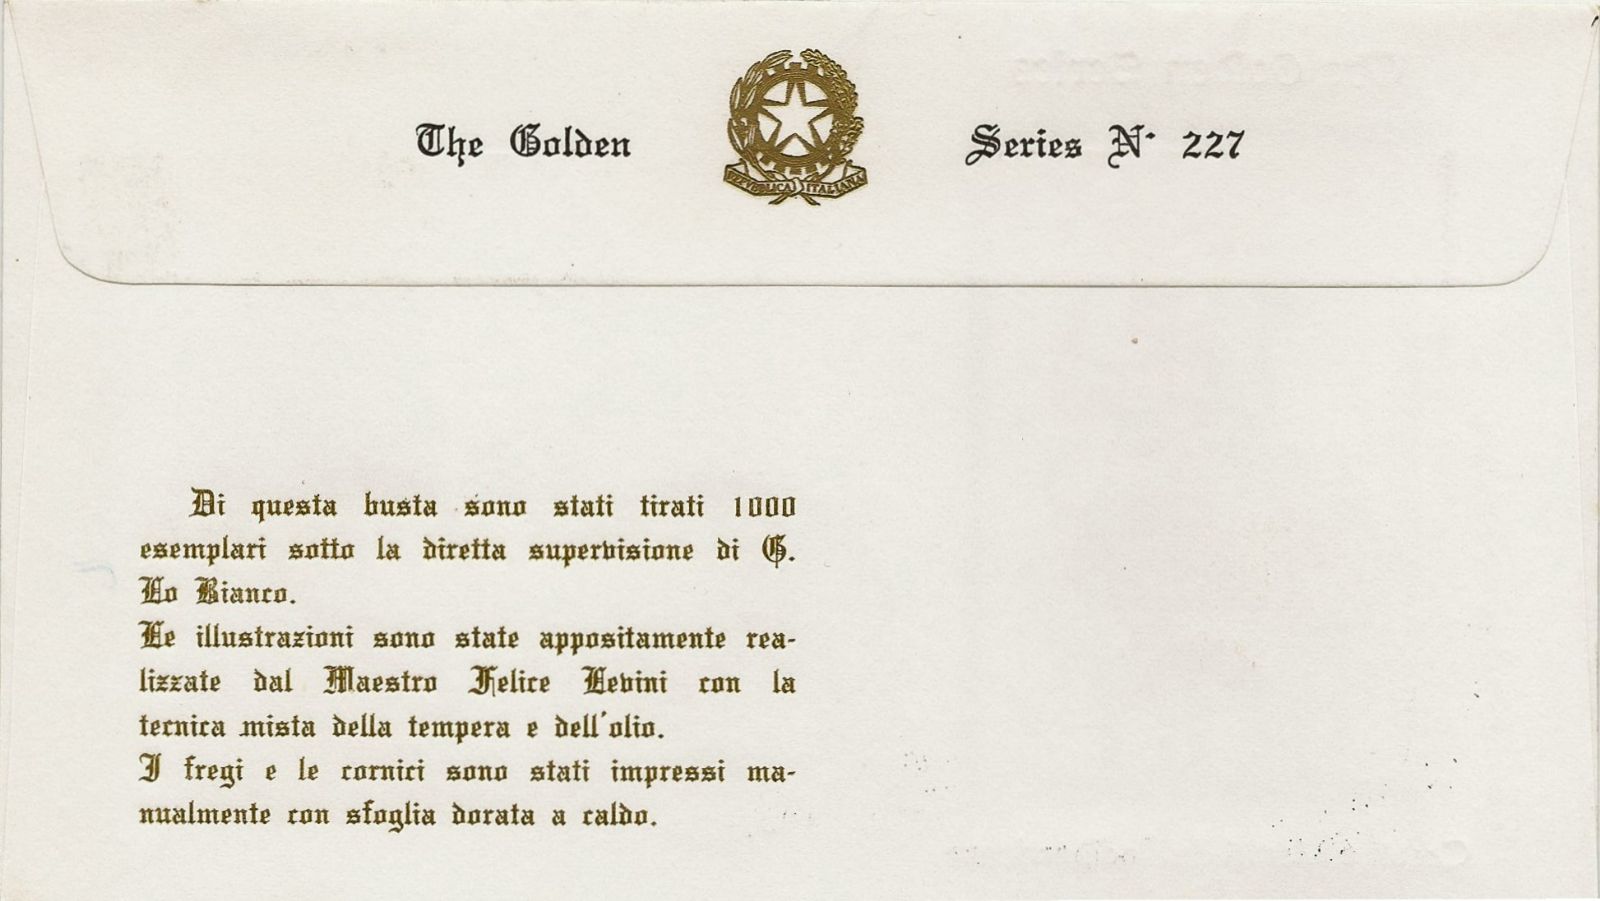 The Golden Series N· 227
REPVBBLICA ITALIANA
Di questa busta sono stati tirati 1000
esemplari sotto la diretta supervisione di G.
Lo Bianco.
Le illustrazioni sono state appositamente rea-
lizzate dal Maestro Felice Levini con la
tecnica mista della tempera e dell'olio.
I fregi e le cornici sono stati impressi ma-
nualmente con sfoglia dorata a caldo.